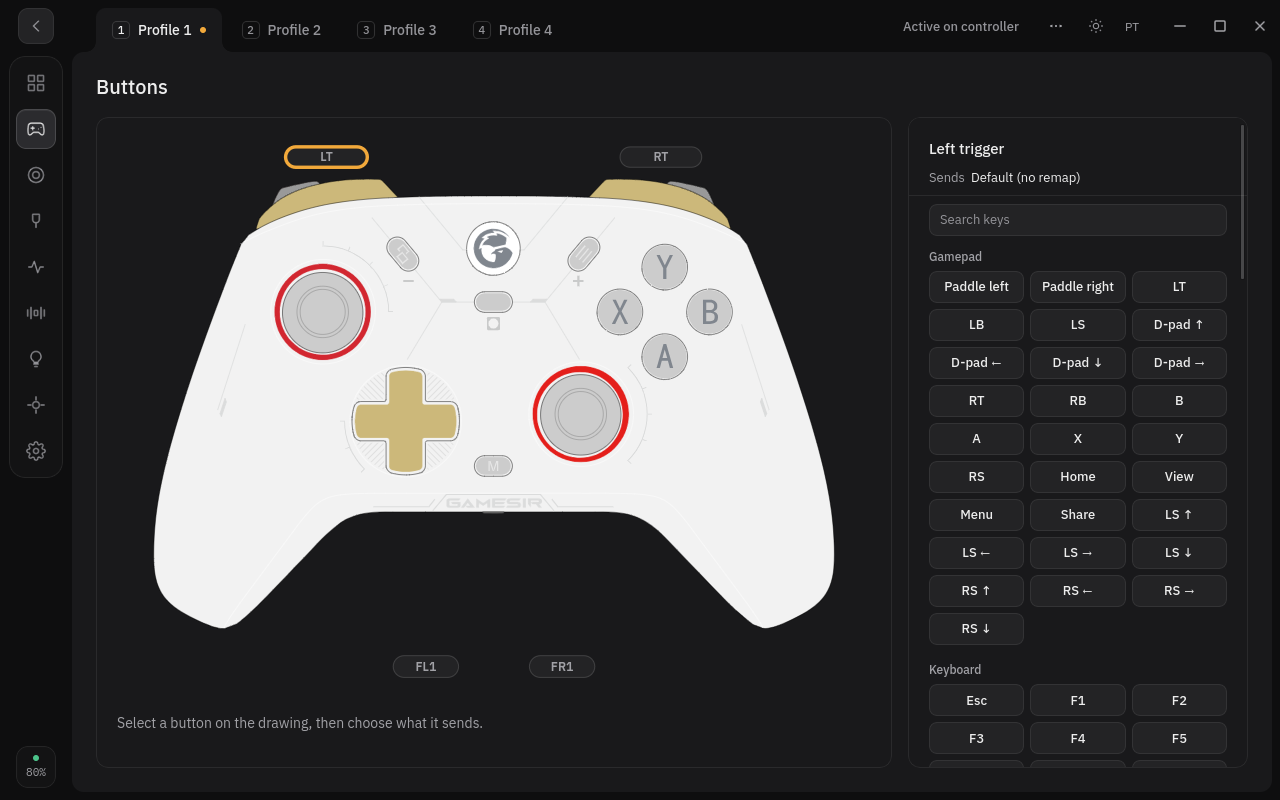 1 Profile 1
2 Profile 2
3 Profile 3
4 Profile 4
Active on controller
PT
Buttons
LT
RT
Y
X
B
A
M
GAMESIR
FL1
FR1
Select a button on the drawing, then choose what it sends.
80%
Left trigger
Sends Default (no remap)
Search keys
Gamepad
Paddle left Paddle right LT
LB LS D-pad ↑
D-pad ← D-pad ↓ D-pad →
RT RB B
A X Y
RS Home View
Menu Share LS ↑
LS ← LS → LS ↓
RS ↑ RS ← RS →
RS ↓
Keyboard
Esc F1 F2
F3 F4 F5